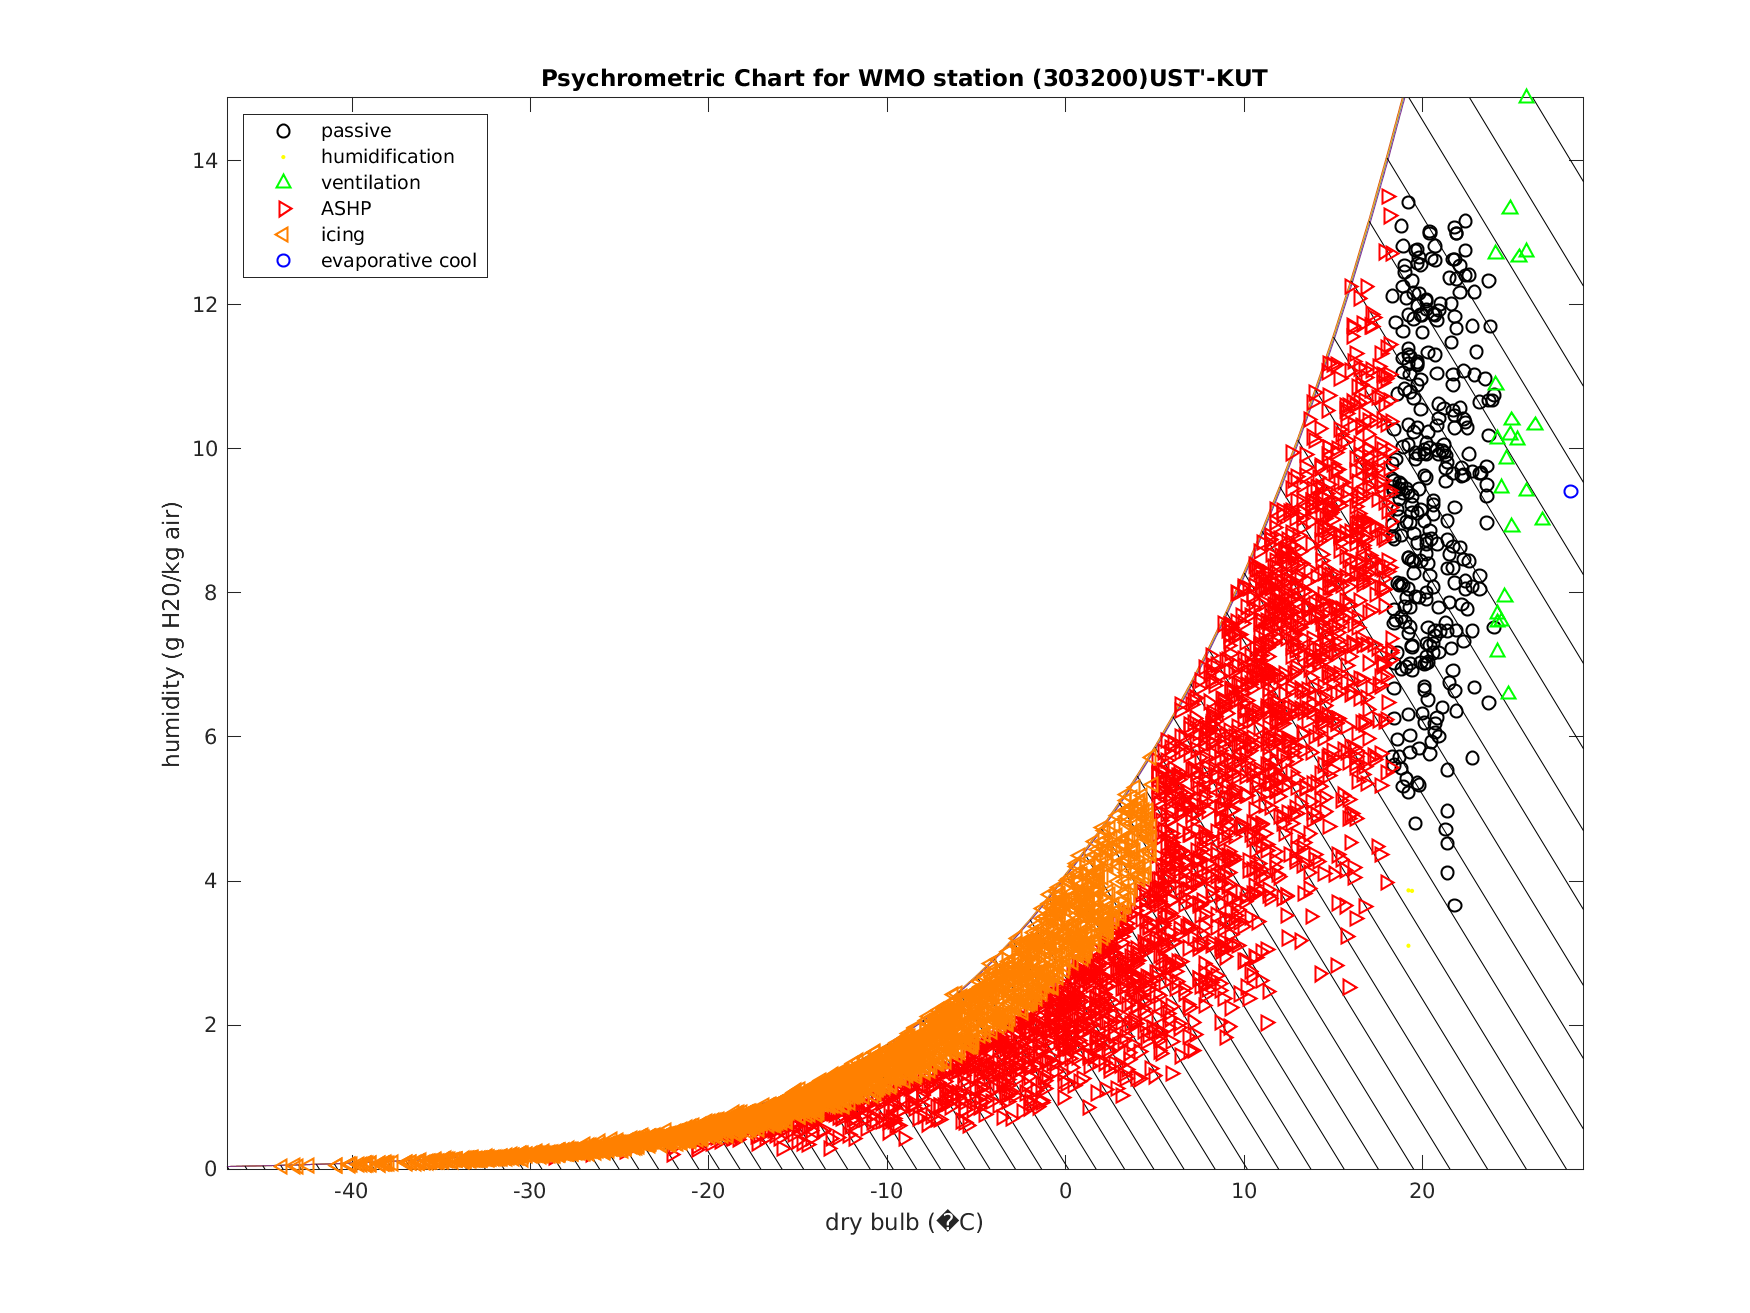 Psychrometric Chart for WMO station (303200)UST'-KUT
passive
humidification
ventilation
ASHP
icing
evaporative cool
humidity (g H20/kg air)
14
12
10
8
6
4
2
0
-40 -30 -20 -10 0 10 20
dry bulb (�C)